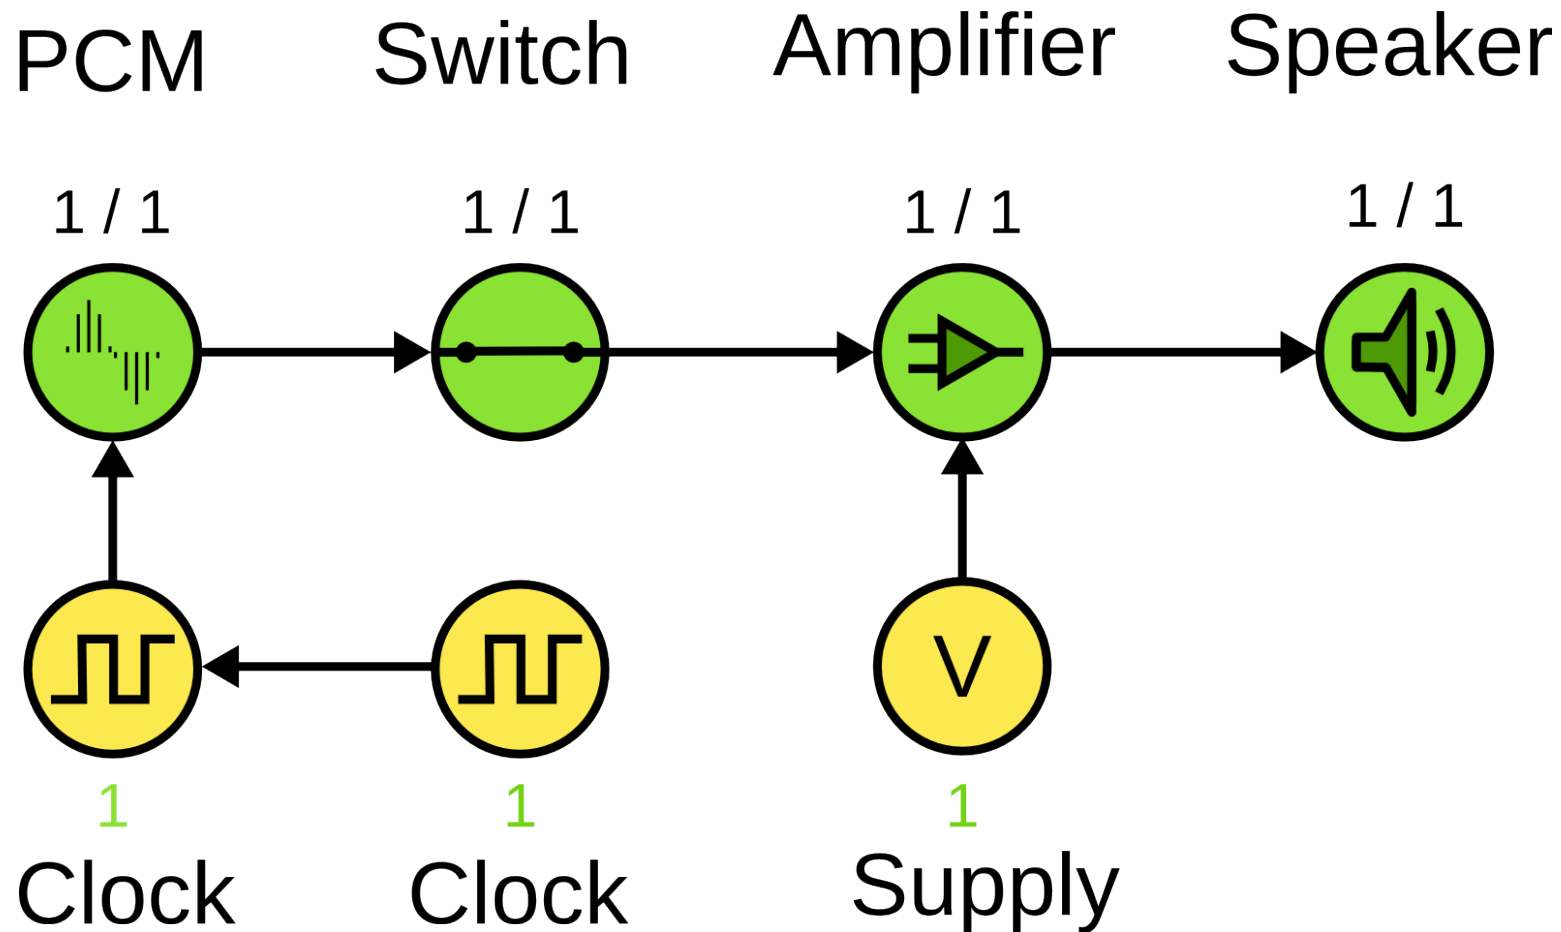 PCM Switch Amplifier Speaker
1 / 1 1 / 1 1 / 1 1 / 1
V
1 1 1
Clock Clock Supply